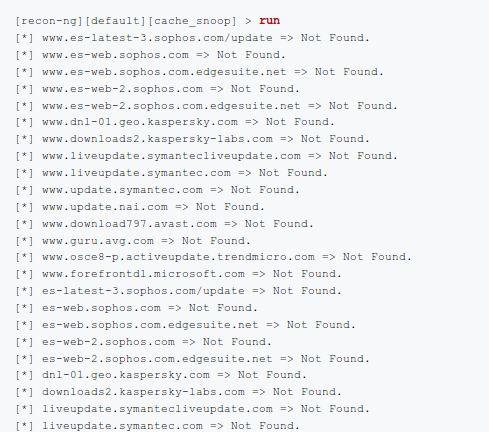 [recon-ng][default][cache_snoop] > run
[*] www.es-latest-3.sophos.com/update => Not Found.
[*] www.es-web.sophos.com => Not Found.
[*] www.es-web.sophos.com.edgesuite.net => Not Found.
[*] www.es-web-2.sophos.com => Not Found.
[*] www.es-web-2.sophos.com.edgesuite.net => Not Found.
[*] www.dnl-01.geo.kaspersky.com => Not Found.
[*] www.downloads2.kaspersky-labs.com => Not Found.
[*] www.liveupdate.symantecliveupdate.com => Not Found.
[*] www.liveupdate.symantec.com => Not Found.
[*] www.update.symantec.com => Not Found.
[*] www.update.nai.com => Not Found.
[*] www.download797.avast.com => Not Found.
[*] www.guru.avg.com => Not Found.
[*] www.osce8-p.activeupdate.trendmicro.com => Not Found.
[*] www.forefrontdl.microsoft.com => Not Found.
[*] es-latest-3.sophos.com/update => Not Found.
[*] es-web.sophos.com => Not Found.
[*] es-web.sophos.com.edgesuite.net => Not Found.
[*] es-web-2.sophos.com => Not Found.
[*] es-web-2.sophos.com.edgesuite.net => Not Found.
[*] dnl-01.geo.kaspersky.com => Not Found.
[*] downloads2.kaspersky-labs.com => Not Found.
[*] liveupdate.symantecliveupdate.com => Not Found.
[*] liveupdate.symantec.com => Not Found.